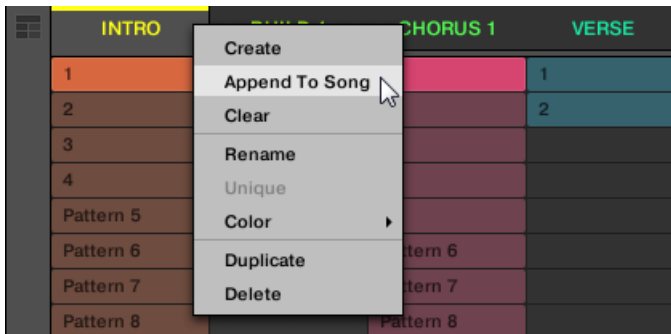 INTRO
CHORUS 1
VERSE
1
2
3
4
Pattern 5
Pattern 6
Pattern 7
Pattern 8
Create
Append To Song
Clear
Rename
Unique
Color
Duplicate
Delete
ttern 6
tern 7
Pattern 8
1
2